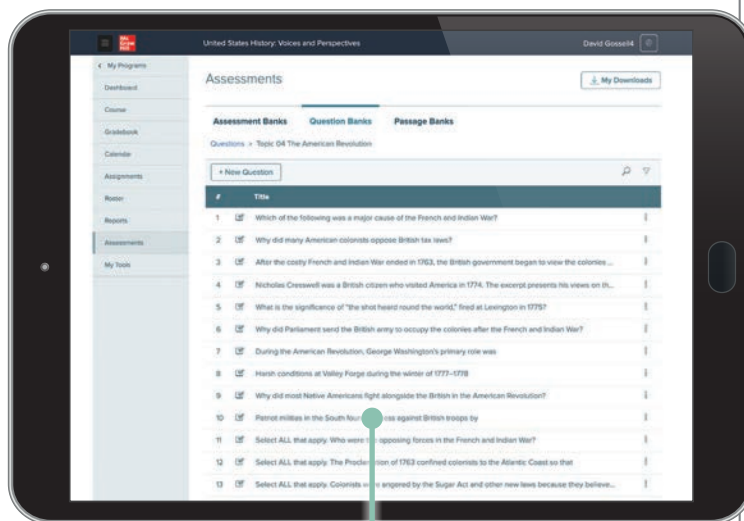 Mc
Graw
Hill
United States History: Voices and Perspectives
David Gossell4
< My Programs
Dashboard
Course
Gradebook
Calendar
Assignments
Roster
Reports
Assessments
My Tools
Assessments
My Downloads
Assessment Banks Question Banks Passage Banks
Questions > Topic 04 The American Revolution
+ New Question
# Title
1 Which of the following was a major cause of the French and Indian War?
2 Why did many American colonists oppose British tax laws?
3 After the costly French and Indian War ended in 1763, the British government began to view the colonies ...
4 Nicholas Cresswell was a British citizen who visited America in 1774. The excerpt presents his views on th...
5 What is the significance of "the shot heard round the world," fired at Lexington in 1775?
6 Why did Parliament send the British army to occupy the colonies after the French and Indian War?
7 During the American Revolution, George Washington's primary role was
8 Harsh conditions at Valley Forge during the winter of 1777–1778
9 Why did most Native Americans fight alongside the British in the American Revolution?
10 Patriot militias in the South against British troops by
11 Select ALL that apply. Who were the opposing forces in the French and Indian War?
12 Select ALL that apply. The Proclamation of 1763 confined colonists to the Atlantic Coast so that
13 Select ALL that apply. Colonists were angered by the Sugar Act and other new laws because they believe...